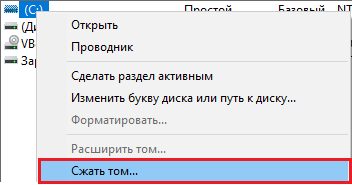 (C:) Простой Базовый NT
Открыть
(Ди
Проводник
VB
Зар
Сделать раздел активным
Изменить букву диска или путь к диску...
Форматировать...
Расширить том...
Сжать том...